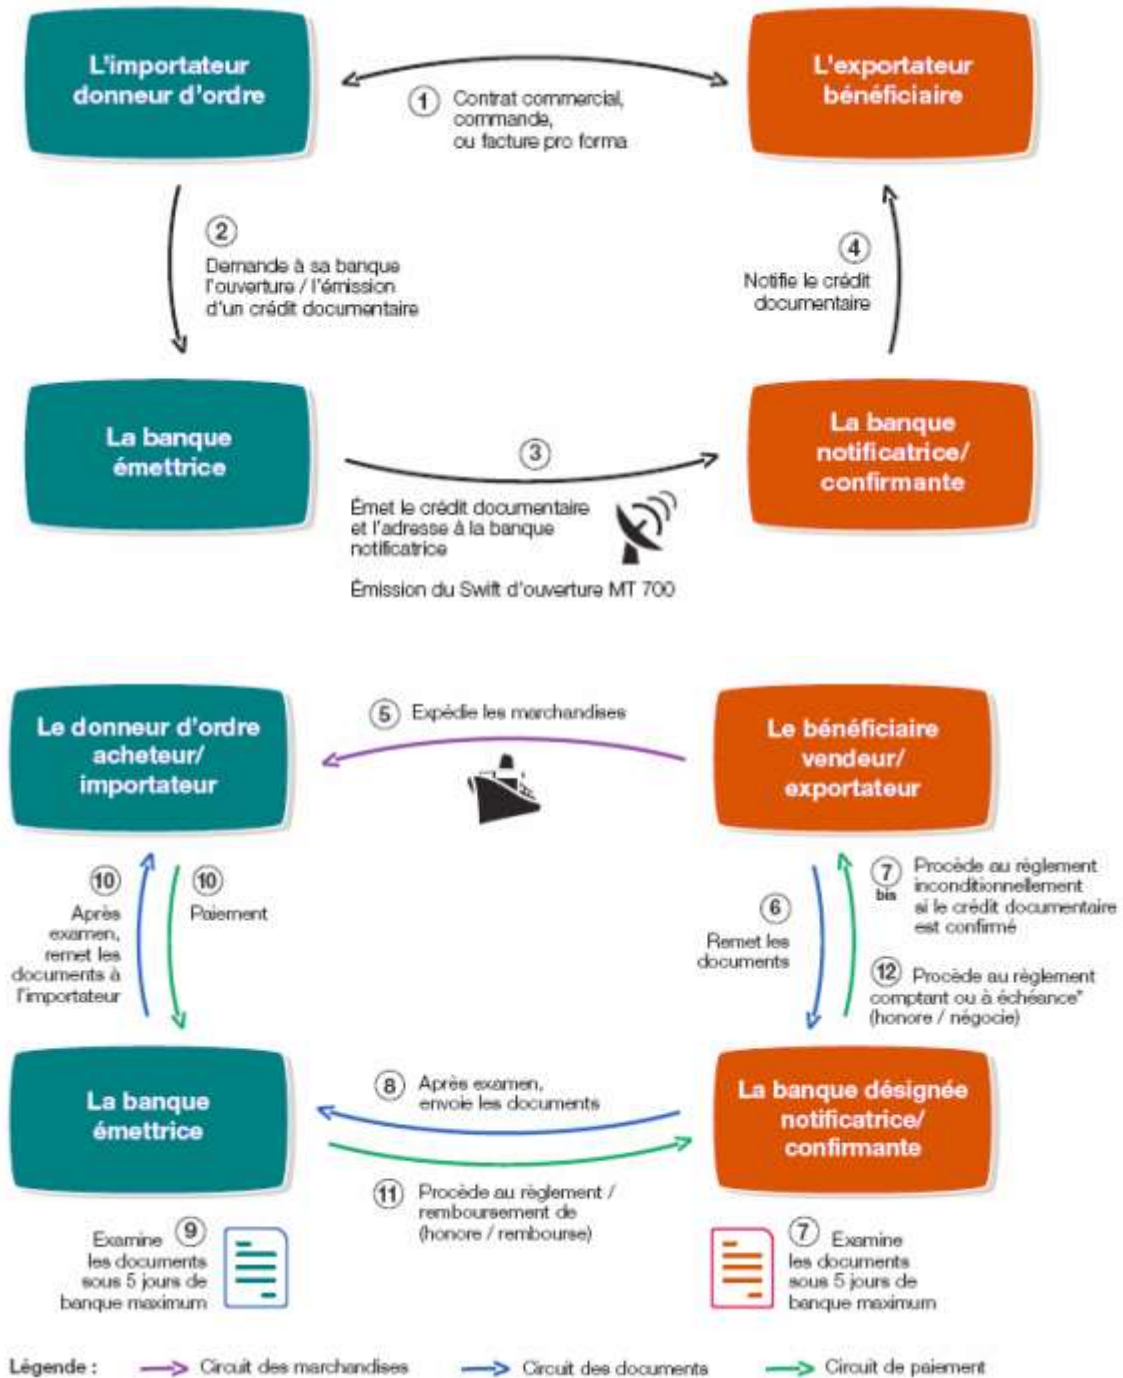 L'importateur
donneur d'ordre
L'exportateur
bénéficiaire
1 Contrat commercial,
commande,
ou facture pro forma
2
Demande à sa banque
l'ouverture / l'émission
d'un crédit documentaire
4
Notifie le crédit
documentaire
La banque
émettrice
La banque
notificatrice/
confirmante
3
Émet le crédit documentaire
et l'adresse à la banque
notificatrice
Émission du Swift d'ouverture MT 700
Le donneur d'ordre
acheteur/
importateur
5 Expédie les marchandises
Le bénéficiaire
vendeur/
exportateur
10
Après
examen,
remet les
documents à
l'importateur
10
Paiement
6
Remet les
documents
7 bis Procède au règlement
inconditionnellement
si le crédit documentaire
est confirmé
12 Procède au règlement
comptant ou à échéance*
(honore / négocie)
La banque
émettrice
8 Après examen,
envoie les documents
La banque désignée
notificatrice/
confirmante
11 Procède au règlement /
remboursement de
(honore / rembourse)
Examine 9
les documents
sous 5 jours de
banque maximum
7 Examine
les documents
sous 5 jours de
banque maximum
Légende : Circuit des marchandises Circuit des documents Circuit de paiement